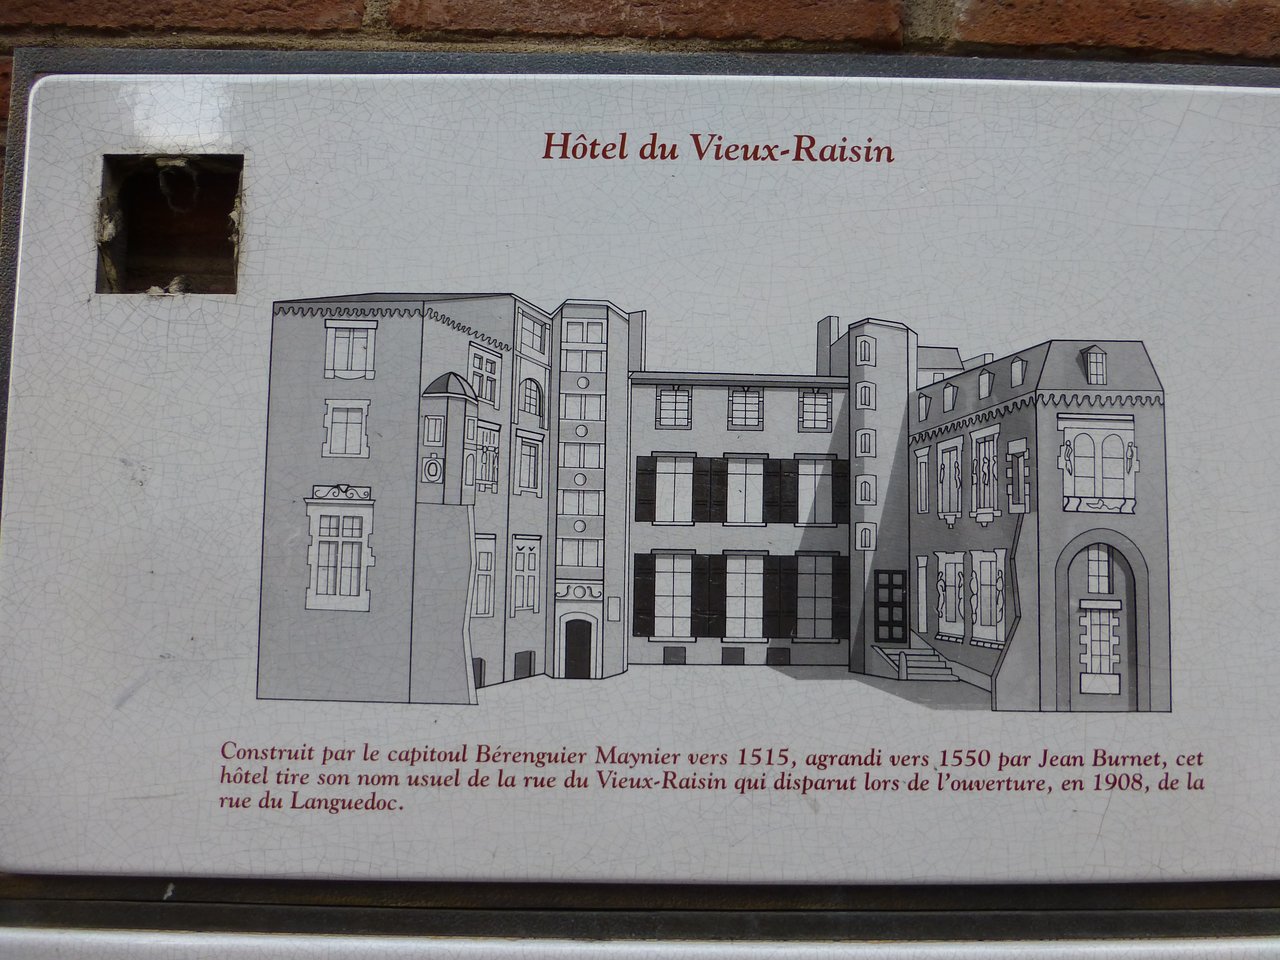 Hôtel du Vieux-Raisin
Construit par le capitoul Bérenguier Maynier vers 1515, agrandi vers 1550 par Jean Burnet, cet
hôtel tire son nom usuel de la rue du Vieux-Raisin qui disparut lors de l'ouverture, en 1908, de la
rue du Languedoc.